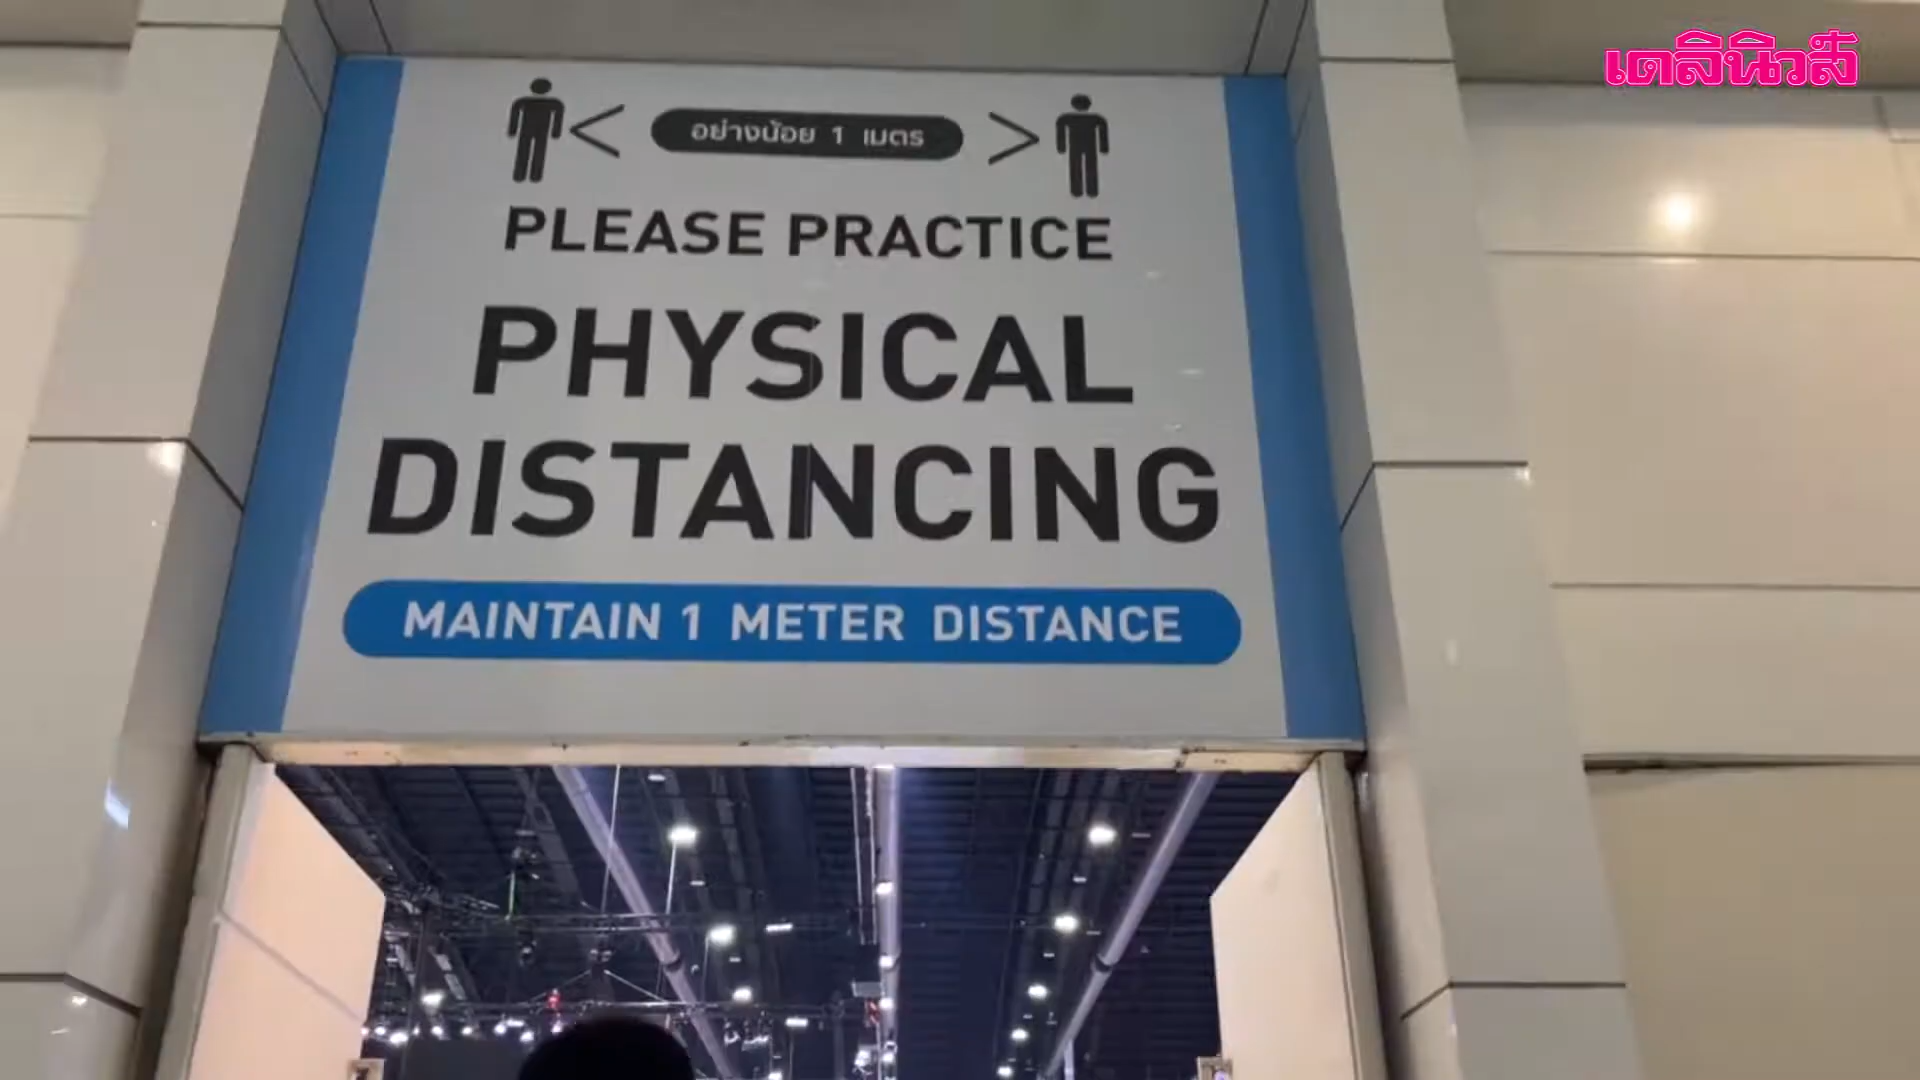 เดลินิวส์
อย่างน้อย 1 เมตร
PLEASE PRACTICE
PHYSICAL
DISTANCING
MAINTAIN 1 METER DISTANCE